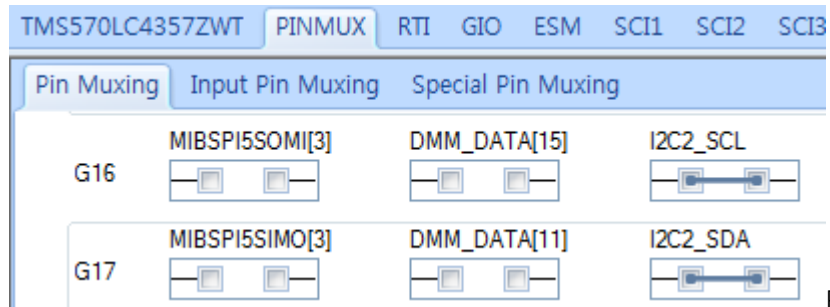 TMS570LC4357ZWT PINMUX RTI GIO ESM SCI1 SCI2 SCI3
Pin Muxing Input Pin Muxing Special Pin Muxing
MIBSPI5SOMI[3] DMM_DATA[15] I2C2_SCL
G16
MIBSPI5SIMO[3] DMM_DATA[11] I2C2_SDA
G17